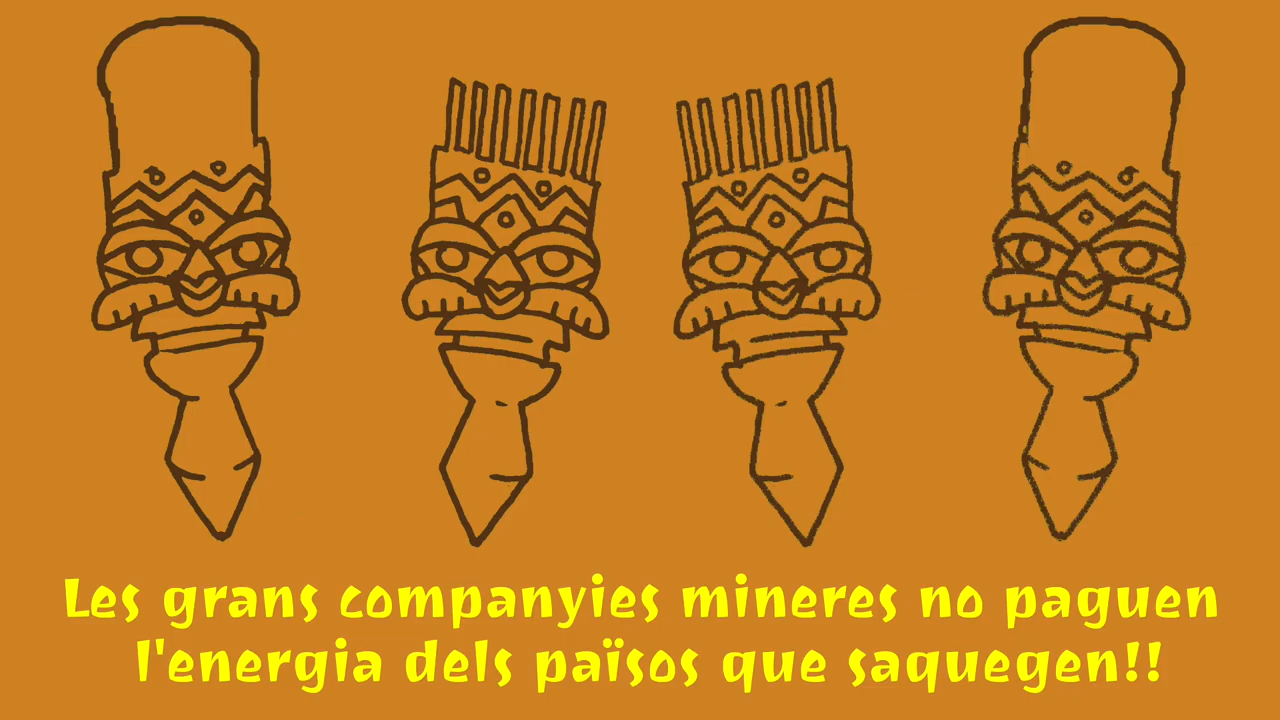 Les grans companyies mineres no paguen
l'energia dels països que saquegen!!